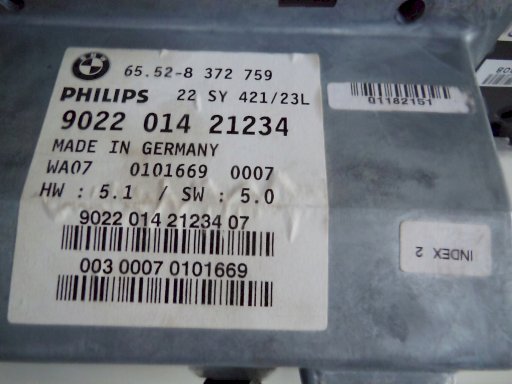 BMW
65.52-8 372 759
PHILIPS 22 SY 421/23L
9022 014 21234
MADE IN GERMANY
WA07 0101669 0007
HW : 5.1 / SW : 5.0
9022 014 21234 07
003 0007 0101669
01182151
INDEX 2